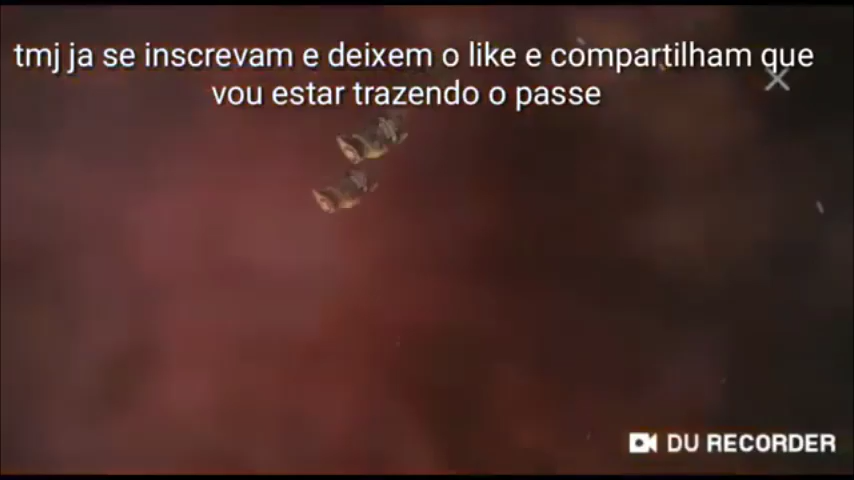 tmj ja se inscrevam e deixem o like e compartilham que
vou estar trazendo o passe
DU RECORDER